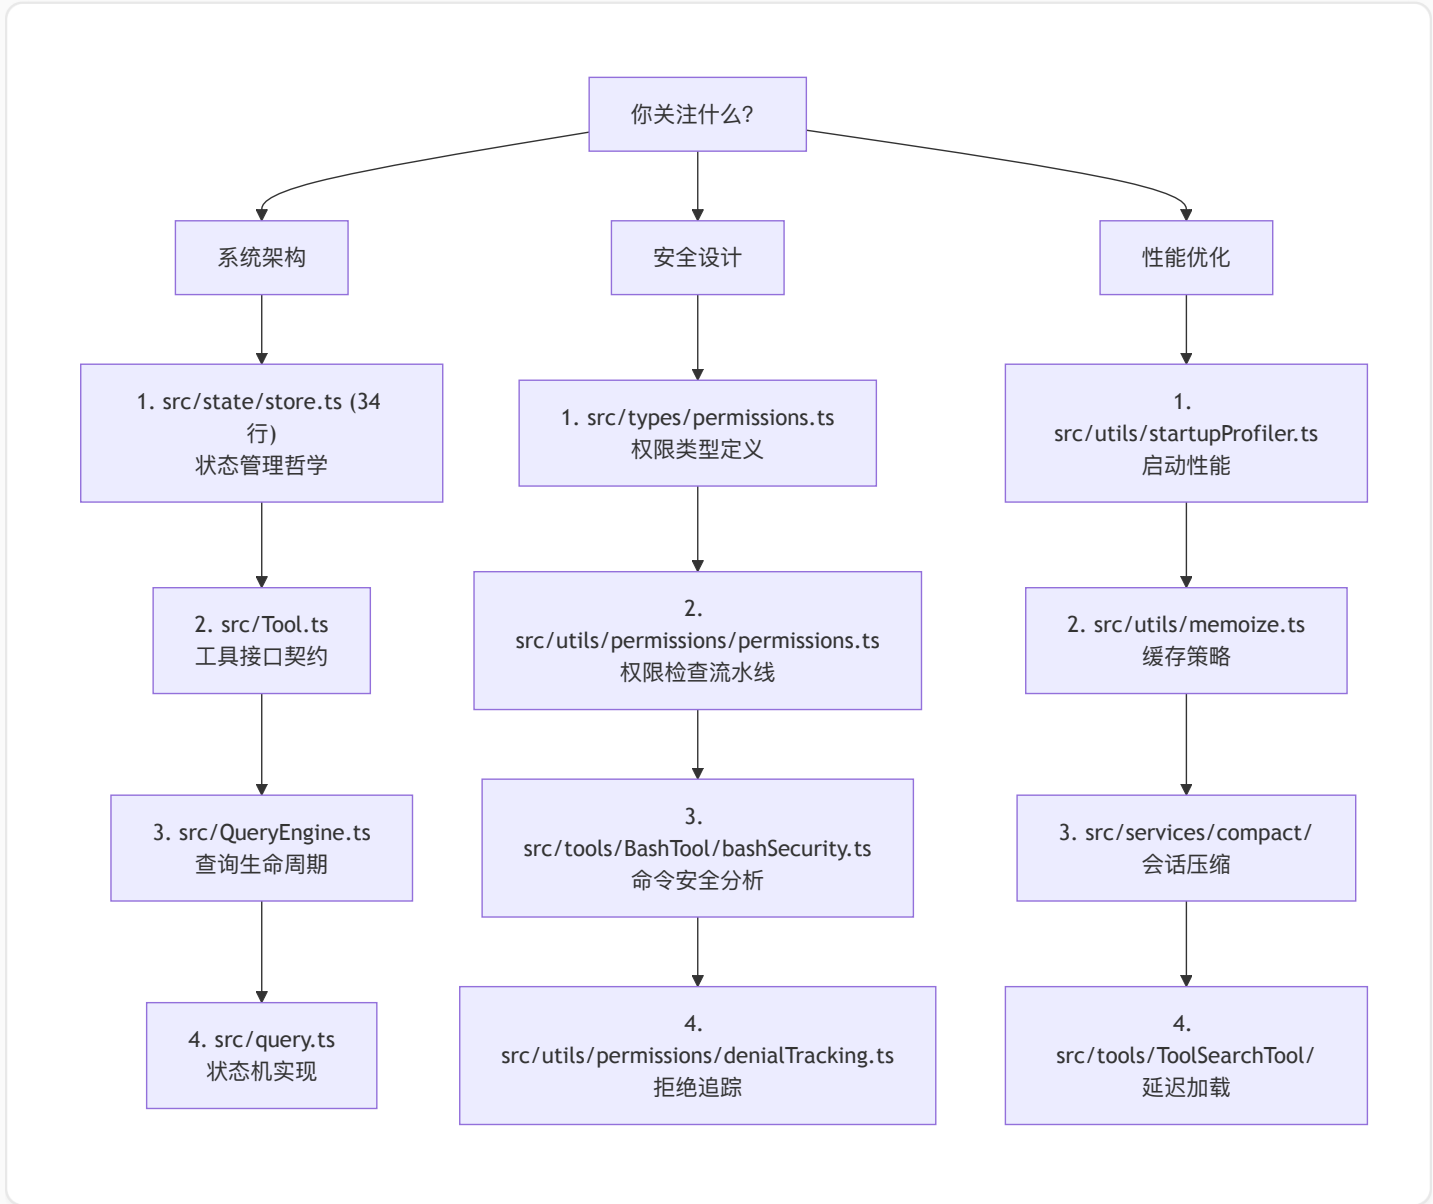 你关注什么？
系统架构
安全设计
性能优化
1. src/state/store.ts (34
行)
状态管理哲学
1. src/types/permissions.ts
权限类型定义
1.
src/utils/startupProfiler.ts
启动性能
2. src/Tool.ts
工具接口契约
2.
src/utils/permissions/permissions.ts
权限检查流水线
2. src/utils/memoize.ts
缓存策略
3. src/QueryEngine.ts
查询生命周期
3.
src/tools/BashTool/bashSecurity.ts
命令安全分析
3. src/services/compact/
会话压缩
4. src/query.ts
状态机实现
4.
src/utils/permissions/denialTracking.ts
拒绝追踪
4.
src/tools/ToolSearchTool/
延迟加载